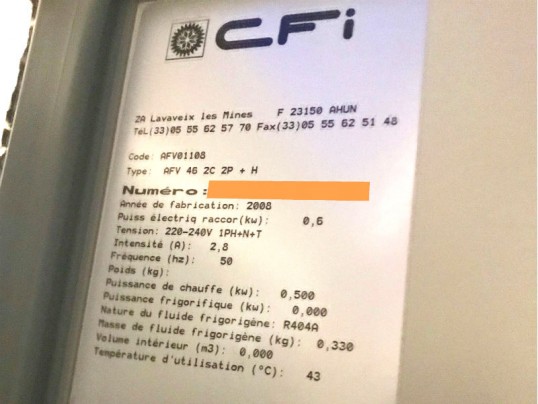 CFi
ZA Lavaveix les Mines F 23150 AHUN
TéL(33)05 55 62 57 70 Fax(33)05 55 62 51 48
Code: AFV01108
Type: AFV 46 2C 2P + H
Numéro:
Année de fabrication: 2008
Puiss électriq raccor(kw): 0,6
Tension: 220-240V 1PH+N+T
Intensité (A): 2,8
Fréquence (hz): 50
Poids (kg):
Puissance de chauffe (kw): 0,500
Puissance frigorifique (kw): 0,000
Nature du fluide frigorigène: R404A
Masse de fluide frigorigène (kg): 0,330
Volume intérieur (m3): 0,000
Température d'utilisation (°C): 43